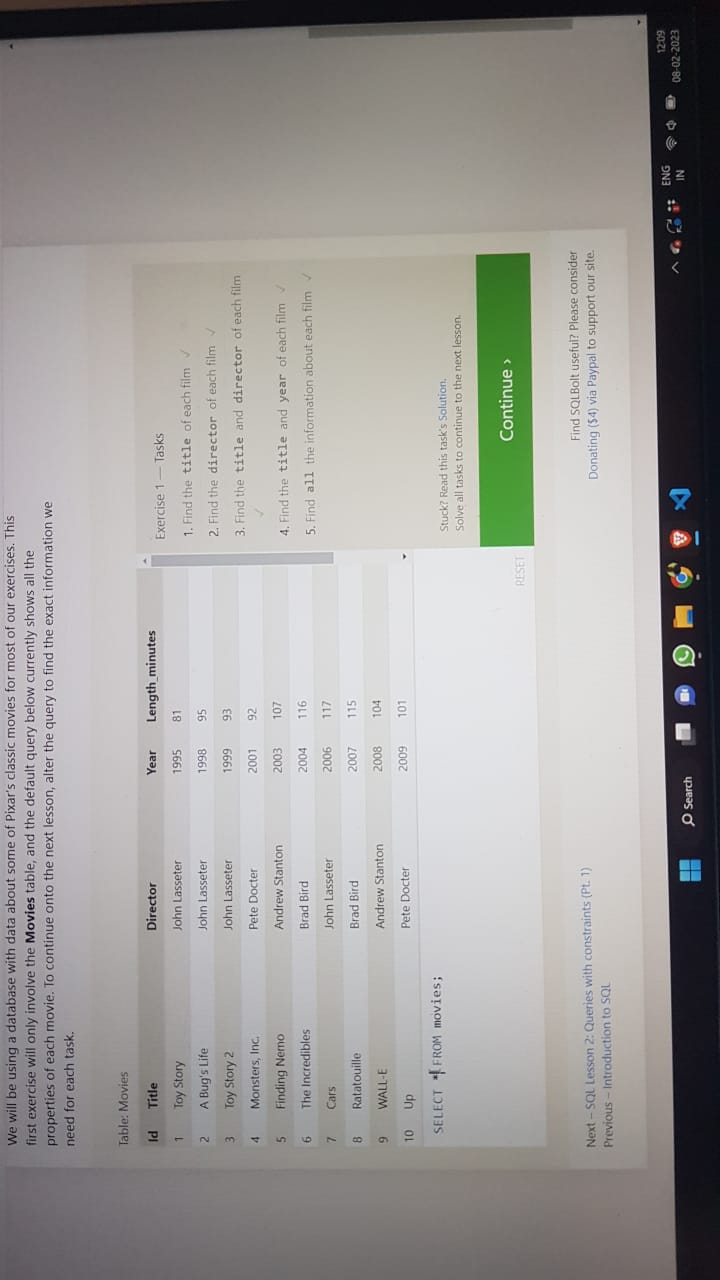 We will be using a database with data about some of Pixar's classic movies for most of our exercises. This
first exercise will only involve the Movies table, and the default query below currently shows all the
properties of each movie. To continue onto the next lesson, alter the query to find the exact information we
need for each task.
Table: Movies
Id Title Director Year Length_minutes
1 Toy Story John Lasseter 1995 81
2 A Bug's Life John Lasseter 1998 95
3 Toy Story 2 John Lasseter 1999 93
4 Monsters, Inc. Pete Docter 2001 92
5 Finding Nemo Andrew Stanton 2003 107
6 The Incredibles Brad Bird 2004 116
7 Cars John Lasseter 2006 117
8 Ratatouille Brad Bird 2007 115
9 WALL-E Andrew Stanton 2008 104
10 Up Pete Docter 2009 101
SELECT * FROM movies;
RESET
Exercise 1 — Tasks
1. Find the title of each film ✓
2. Find the director of each film ✓
3. Find the title and director of each film
✓
4. Find the title and year of each film ✓
5. Find all the information about each film ✓
Stuck? Read this task's Solution.
Solve all tasks to continue to the next lesson.
Continue ›
Next – SQL Lesson 2: Queries with constraints (Pt. 1)
Previous – Introduction to SQL
Find SQLBolt useful? Please consider
Donating ($4) via Paypal to support our site.
Search
ENG
IN
12:09
08-02-2023